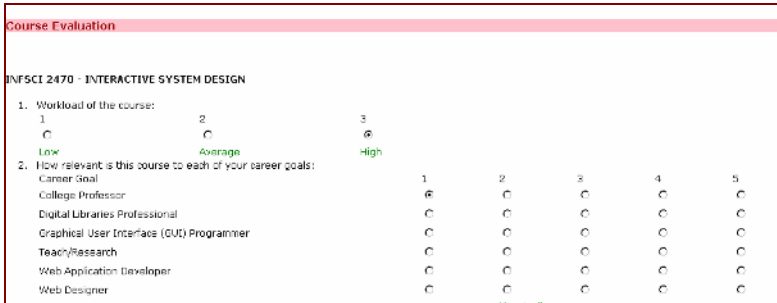 Course Evaluation
INFSCI 2470 - INTERACTIVE SYSTEM DESIGN
1. Workload of the course:
1 2 3
Low Average High
2. How relevant is this course to each of your career goals:
Career Goal 1 2 3 4 5
College Professor
Digital Libraries Professional
Graphical User Interface (GUI) Programmer
Teach/Research
Web Application Developer
Web Designer